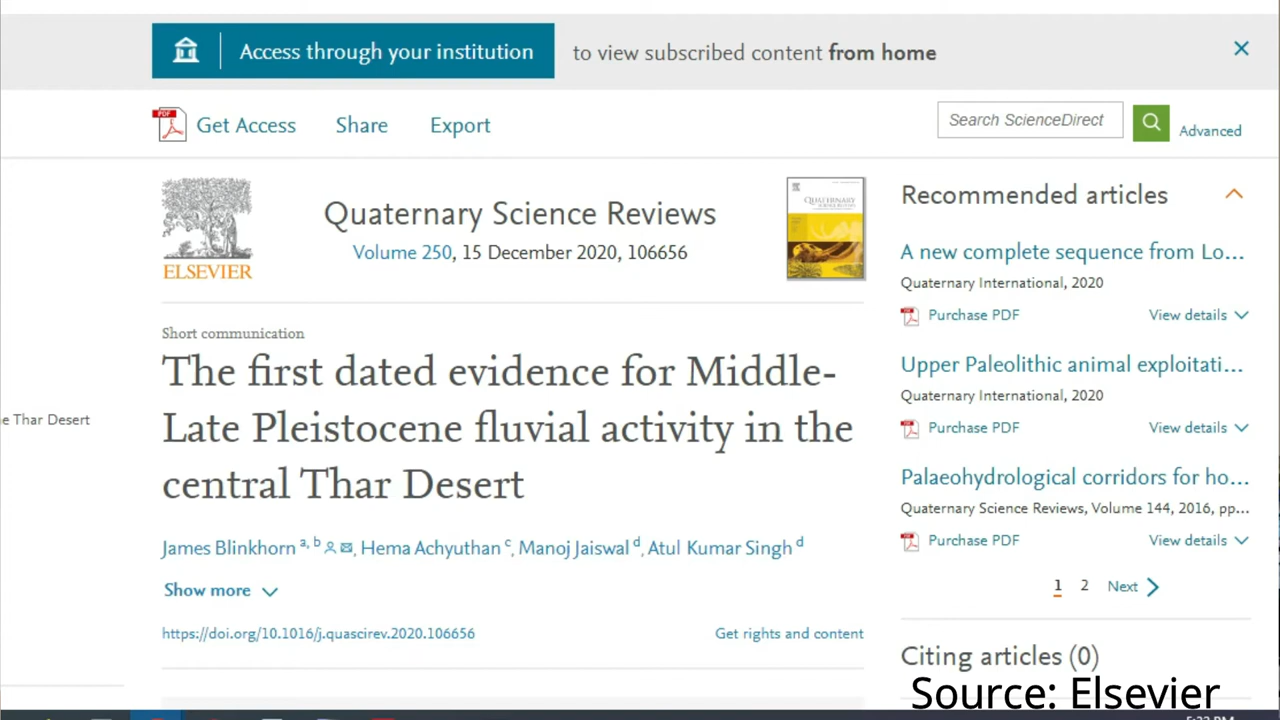 Access through your institution to view subscribed content from home
PDF Get Access Share Export
Search ScienceDirect
Advanced
ELSEVIER
Quaternary Science Reviews
Volume 250, 15 December 2020, 106656
QUATERNARY
Short communication
The first dated evidence for Middle-
Late Pleistocene fluvial activity in the
central Thar Desert
e Thar Desert
James Blinkhorn a, b, Hema Achyuthan c, Manoj Jaiswal d, Atul Kumar Singh d
Show more
https://doi.org/10.1016/j.quascirev.2020.106656
Get rights and content
Recommended articles
A new complete sequence from Lo...
Quaternary International, 2020
Purchase PDF View details
Upper Paleolithic animal exploitati...
Quaternary International, 2020
Purchase PDF View details
Palaeohydrological corridors for ho...
Quaternary Science Reviews, Volume 144, 2016, pp...
Purchase PDF View details
1 2 Next
Citing articles (0)
Source: Elsevier